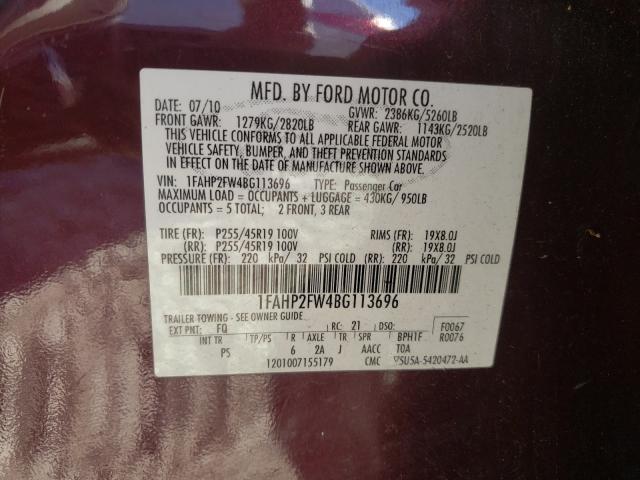 MFD. BY FORD MOTOR CO.
DATE: 07/10 GVWR: 2386KG/5260LB
FRONT GAWR: 1279KG/2820LB REAR GAWR: 1143KG/2520LB
THIS VEHICLE CONFORMS TO ALL APPLICABLE FEDERAL MOTOR
VEHICLE SAFETY, BUMPER, AND THEFT PREVENTION STANDARDS
IN EFFECT ON THE DATE OF MANUFACTURE SHOWN ABOVE.
VIN: 1FAHP2FW4BG113696 TYPE: Passenger Car
MAXIMUM LOAD = OCCUPANTS + LUGGAGE = 430KG/ 950LB
OCCUPANTS = 5 TOTAL; 2 FRONT, 3 REAR
TIRE (FR): P255/45R19 100V RIMS (FR): 19X8.0J
(RR): P255/45R19 100V (RR): 19X8.0J
PRESSURE (FR): 220 kPa/ 32 PSI COLD (RR): 220 kPa/ 32 PSI COLD
1FAHP2FW4BG113696
TRAILER TOWING - SEE OWNER GUIDE
EXT PNT: FQ RC: 21 DSO: F0067
INT TR TP/PS R AXLE TR SPR BPH1F R0076
PS 6 2A J AACC TOA
1201007155179 CMC 5U5A-5420472-AA